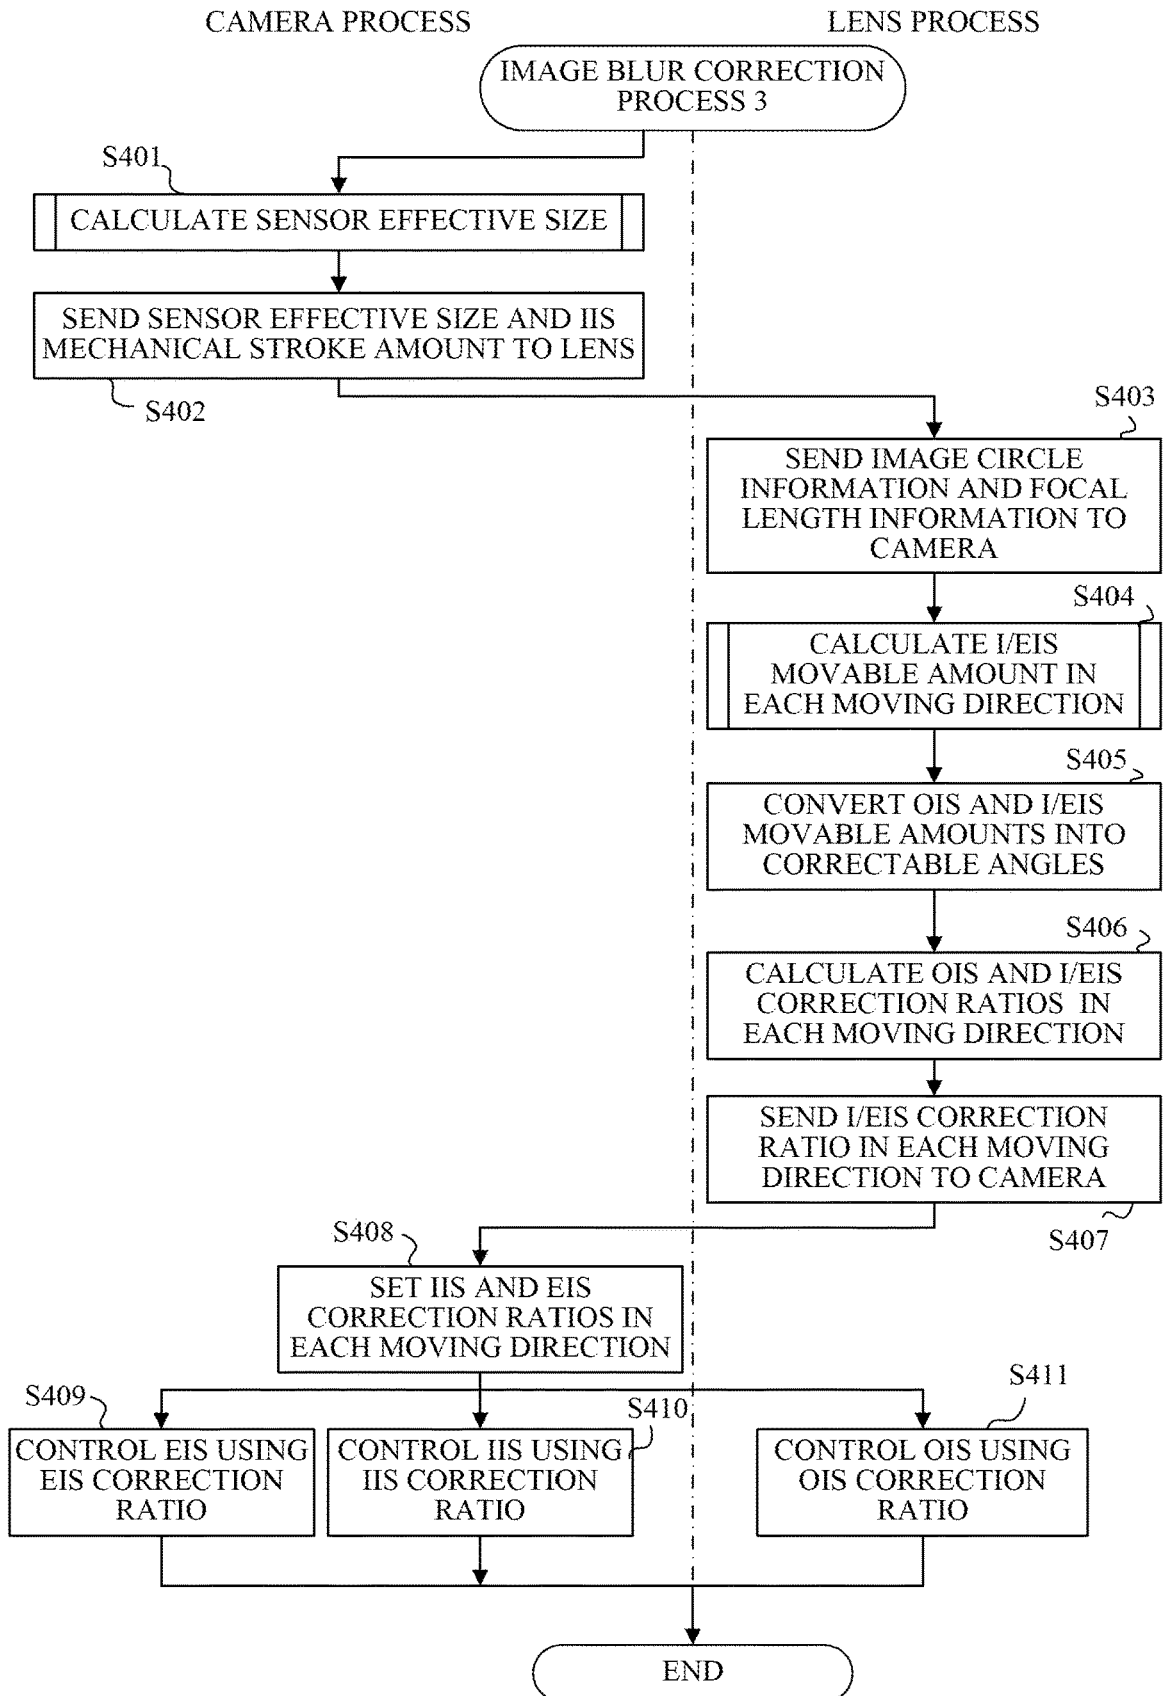 CAMERA PROCESS
LENS PROCESS
IMAGE BLUR CORRECTION
PROCESS 3
S401
CALCULATE SENSOR EFFECTIVE SIZE
SEND SENSOR EFFECTIVE SIZE AND IIS
MECHANICAL STROKE AMOUNT TO LENS
S402
S403
SEND IMAGE CIRCLE
INFORMATION AND FOCAL
LENGTH INFORMATION TO
CAMERA
S404
CALCULATE I/EIS
MOVABLE AMOUNT IN
EACH MOVING DIRECTION
S405
CONVERT OIS AND I/EIS
MOVABLE AMOUNTS INTO
CORRECTABLE ANGLES
S406
CALCULATE OIS AND I/EIS
CORRECTION RATIOS IN
EACH MOVING DIRECTION
SEND I/EIS CORRECTION
RATIO IN EACH MOVING
DIRECTION TO CAMERA
S407
S408
SET IIS AND EIS
CORRECTION RATIOS IN
EACH MOVING DIRECTION
S409
CONTROL EIS USING
EIS CORRECTION
RATIO
S410
CONTROL IIS USING
IIS CORRECTION
RATIO
S411
CONTROL OIS USING
OIS CORRECTION
RATIO
END